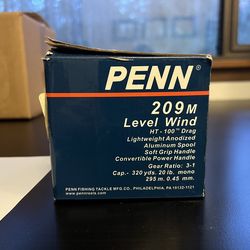 PENN®
209M
Level Wind
HT - 100™ Drag
Lightweight Anodized
Aluminum Spool
Soft Grip Handle
Convertible Power Handle
Gear Ratio: 3-1
Cap.- 320 yds. 20 lb. mono
295 m. 0.45 mm.
PENN FISHING TACKLE MFG. CO. PHILADELPHIA, PA 19132-1121
www.pennreels.com